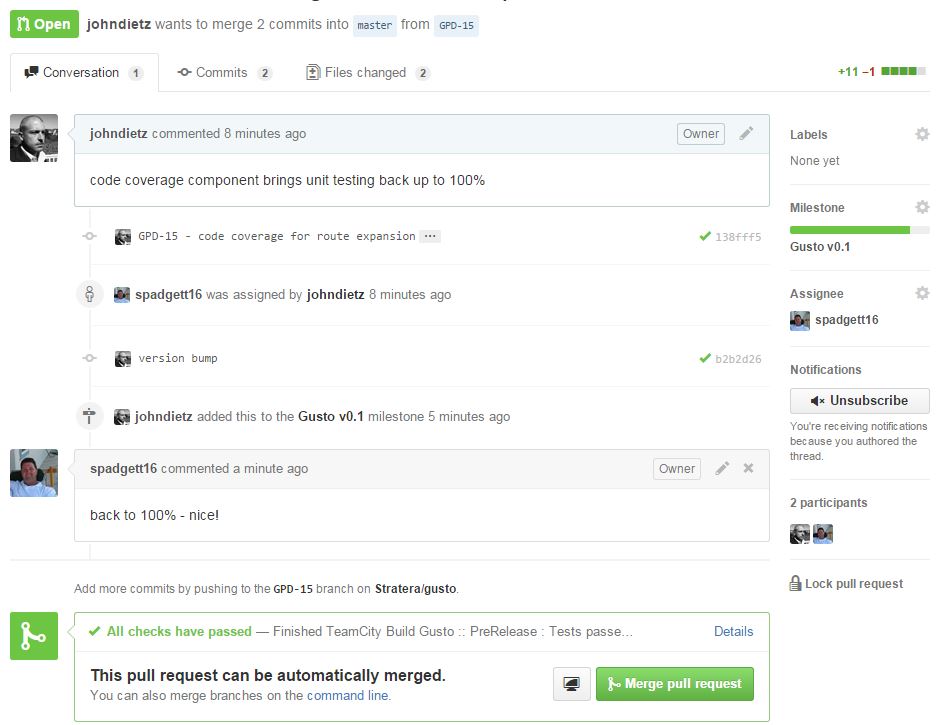 Open johndietz wants to merge 2 commits into master from GPD-15
Conversation 1 Commits 2 Files changed 2 +11 −1
johndietz commented 8 minutes ago Owner
code coverage component brings unit testing back up to 100%
GPD-15 - code coverage for route expansion ... 138fff5
spadgett16 was assigned by johndietz 8 minutes ago
version bump b2b2d26
johndietz added this to the Gusto v0.1 milestone 5 minutes ago
spadgett16 commented a minute ago Owner
back to 100% - nice!
Add more commits by pushing to the GPD-15 branch on Stratera/gusto.
All checks have passed — Finished TeamCity Build Gusto :: PreRelease : Tests passe... Details
This pull request can be automatically merged.
You can also merge branches on the command line.
Merge pull request
Labels
None yet
Milestone
Gusto v0.1
Assignee
spadgett16
Notifications
Unsubscribe
You're receiving notifications
because you authored the
thread.
2 participants
Lock pull request